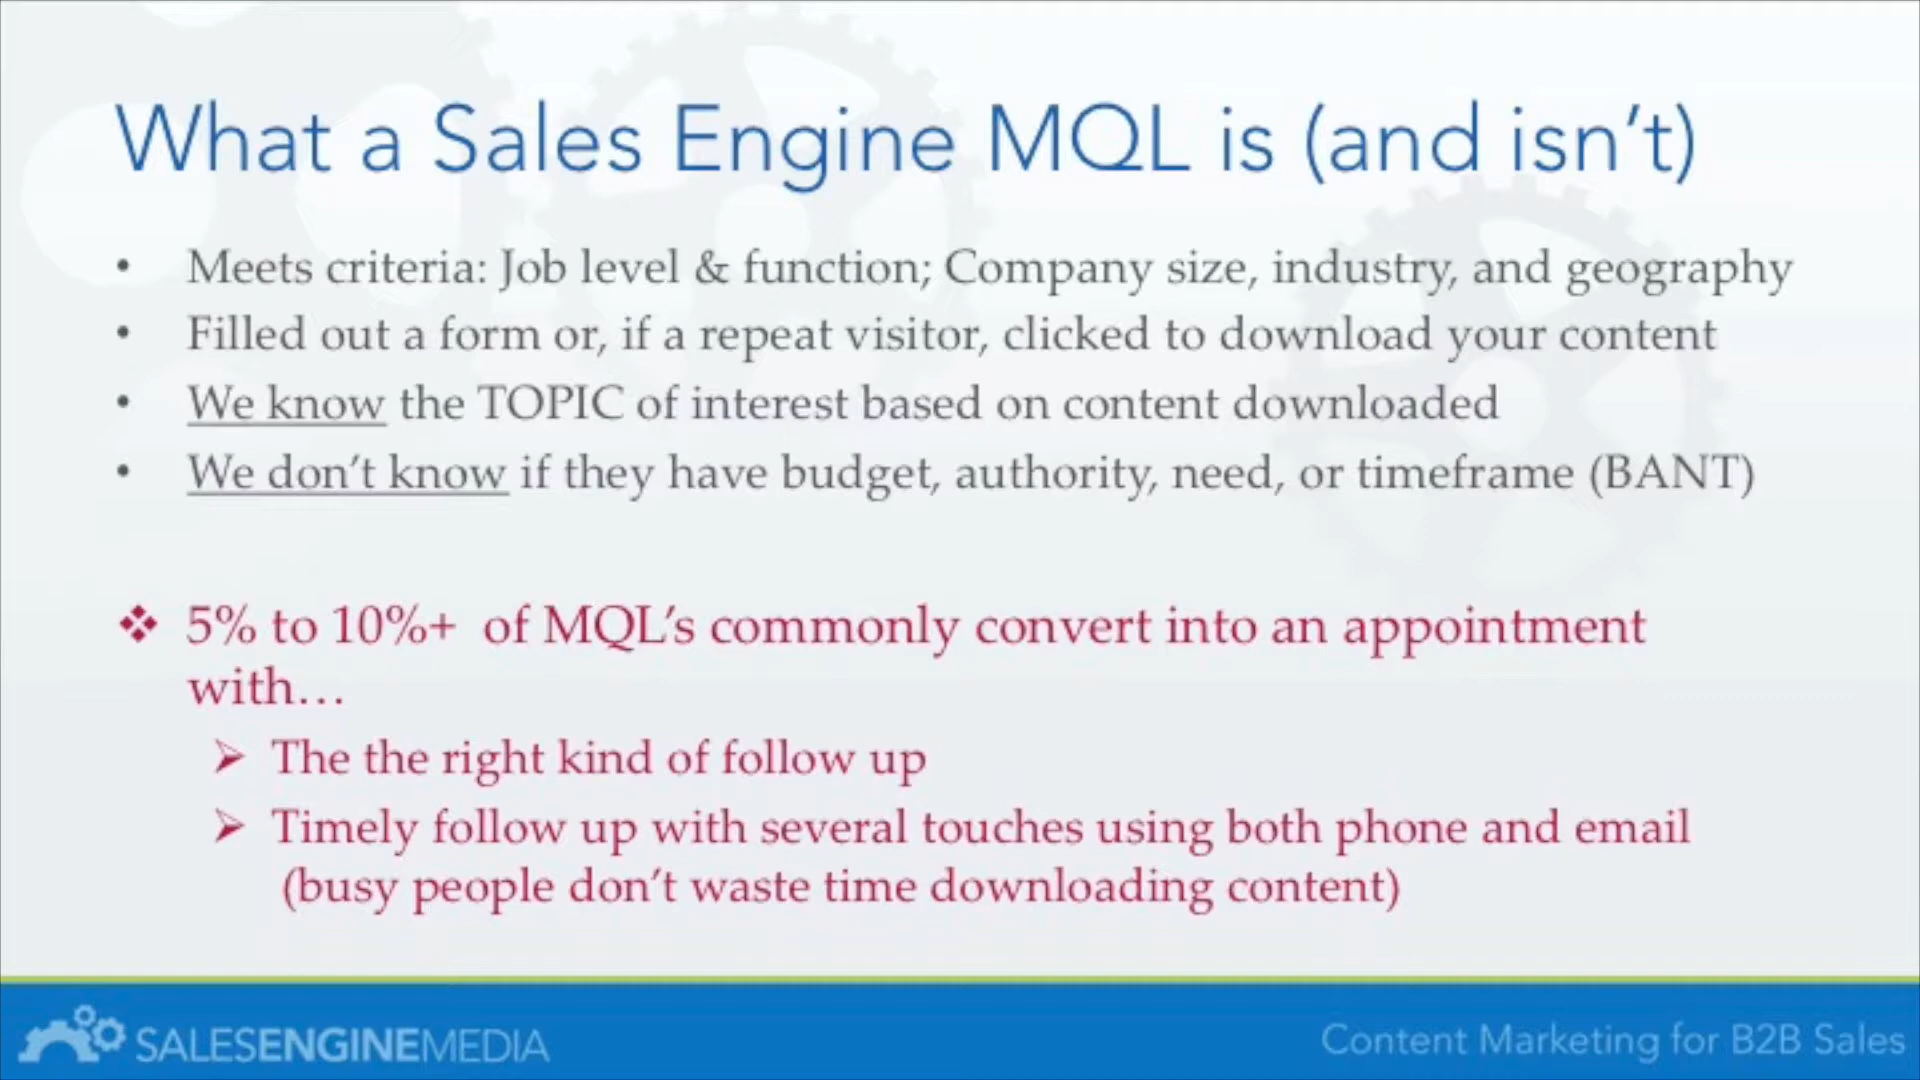 What a Sales Engine MQL is (and isn't)
• Meets criteria: Job level & function; Company size, industry, and geography
• Filled out a form or, if a repeat visitor, clicked to download your content
• We know the TOPIC of interest based on content downloaded
• We don't know if they have budget, authority, need, or timeframe (BANT)
❖ 5% to 10%+ of MQL's commonly convert into an appointment
with…
➢ The the right kind of follow up
➢ Timely follow up with several touches using both phone and email
(busy people don't waste time downloading content)
SALESENGINEMEDIA
Content Marketing for B2B Sales